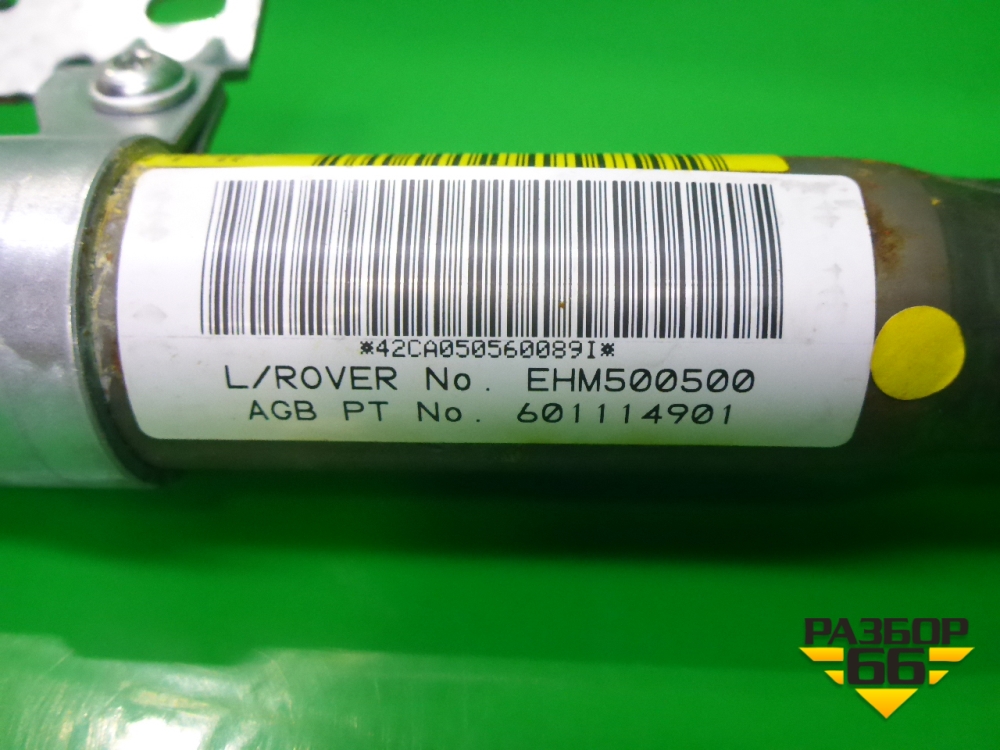 *42CA050560089I*
L/ROVER No. EHM500500
AGB PT No. 601114901
РАЗБОР
66